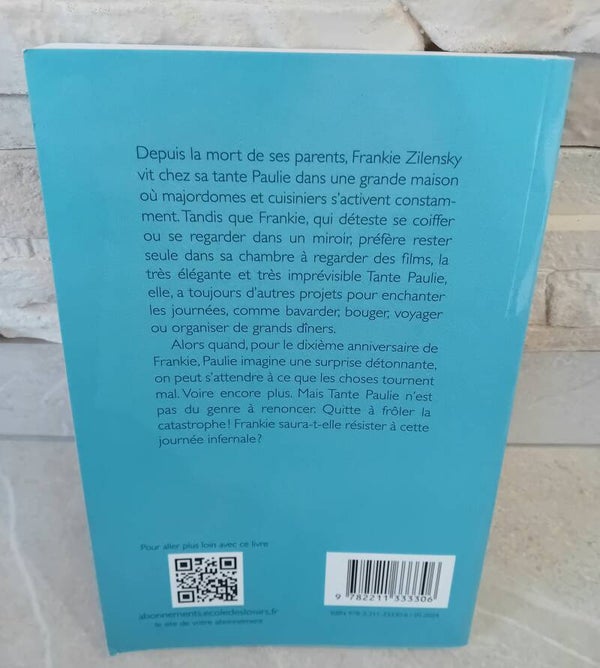 Depuis la mort de ses parents, Frankie Zilensky
vit chez sa tante Paulie dans une grande maison
où majordomes et cuisiniers s'activent constam-
ment. Tandis que Frankie, qui déteste se coiffer
ou se regarder dans un miroir, préfère rester
seule dans sa chambre à regarder des films, la
très élégante et très imprévisible Tante Paulie,
elle, a toujours d'autres projets pour enchanter
les journées, comme bavarder, bouger, voyager
ou organiser de grands dîners.
Alors quand, pour le dixième anniversaire de
Frankie, Paulie imagine une surprise détonnante,
on peut s'attendre à ce que les choses tournent
mal. Voire encore plus. Mais Tante Paulie n'est
pas du genre à renoncer. Quitte à frôler la
catastrophe ! Frankie saura-t-elle résister à cette
journée infernale ?
Pour aller plus loin avec ce livre
abonnements.ecoledesloisirs.fr
le site de votre abonnement
9 782211 333306